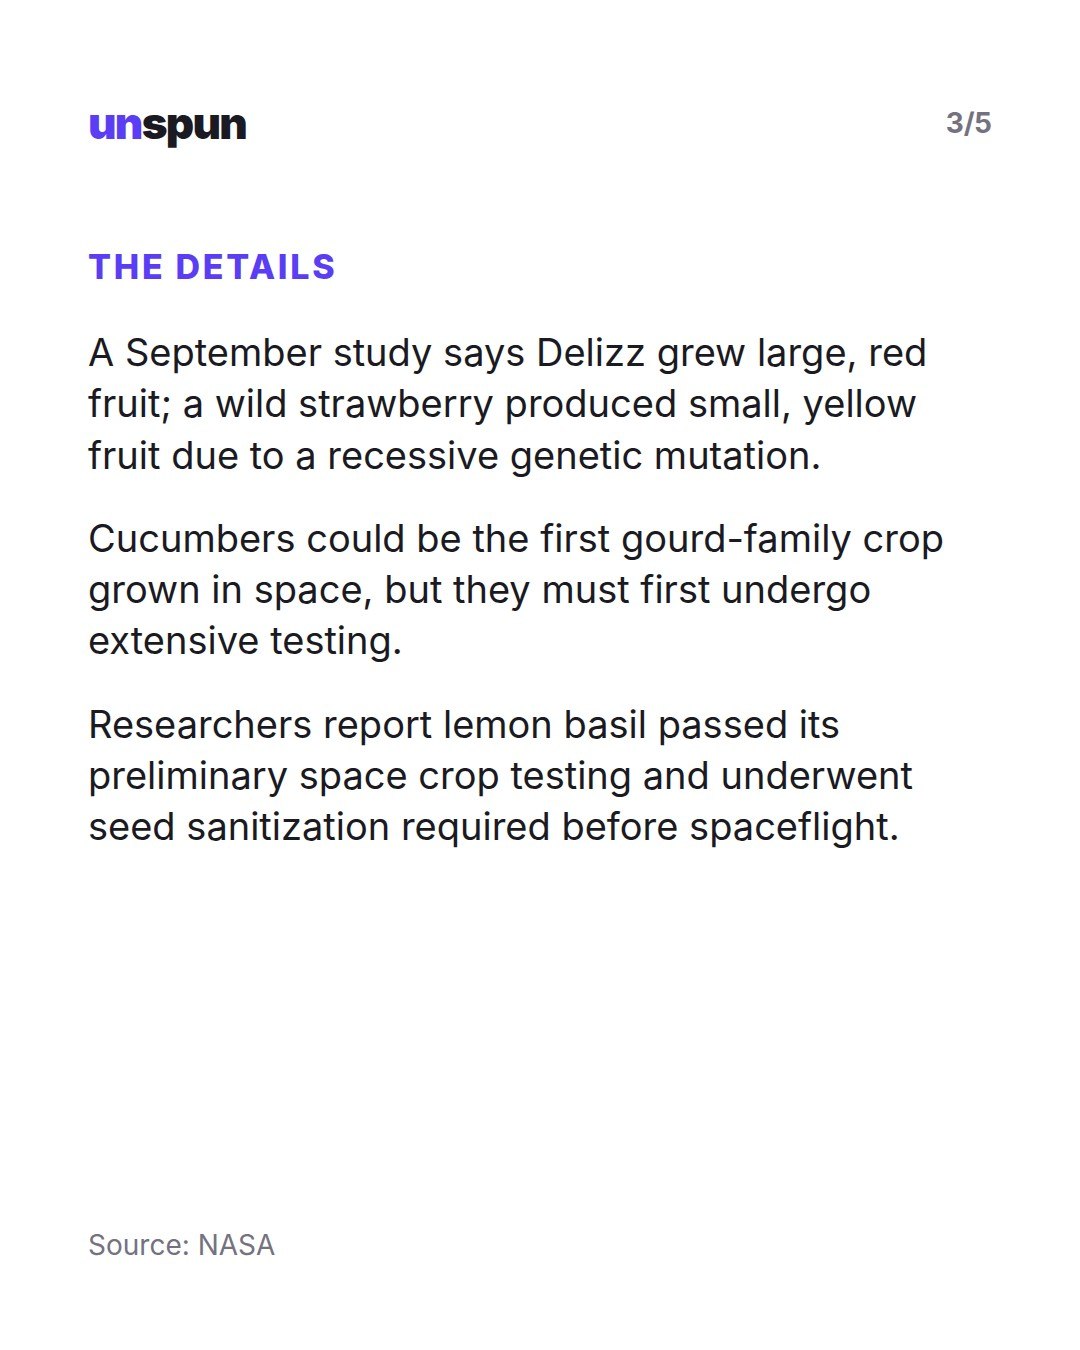 unspun
3/5
THE DETAILS
A September study says Delizz grew large, red
fruit; a wild strawberry produced small, yellow
fruit due to a recessive genetic mutation.
Cucumbers could be the first gourd-family crop
grown in space, but they must first undergo
extensive testing.
Researchers report lemon basil passed its
preliminary space crop testing and underwent
seed sanitization required before spaceflight.
Source: NASA